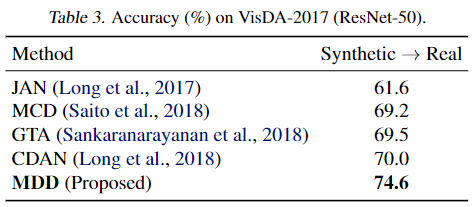 Table 3. Accuracy (%) on VisDA-2017 (ResNet-50).
Method Synthetic → Real
JAN (Long et al., 2017) 61.6
MCD (Saito et al., 2018) 69.2
GTA (Sankaranarayanan et al., 2018) 69.5
CDAN (Long et al., 2018) 70.0
MDD (Proposed) 74.6